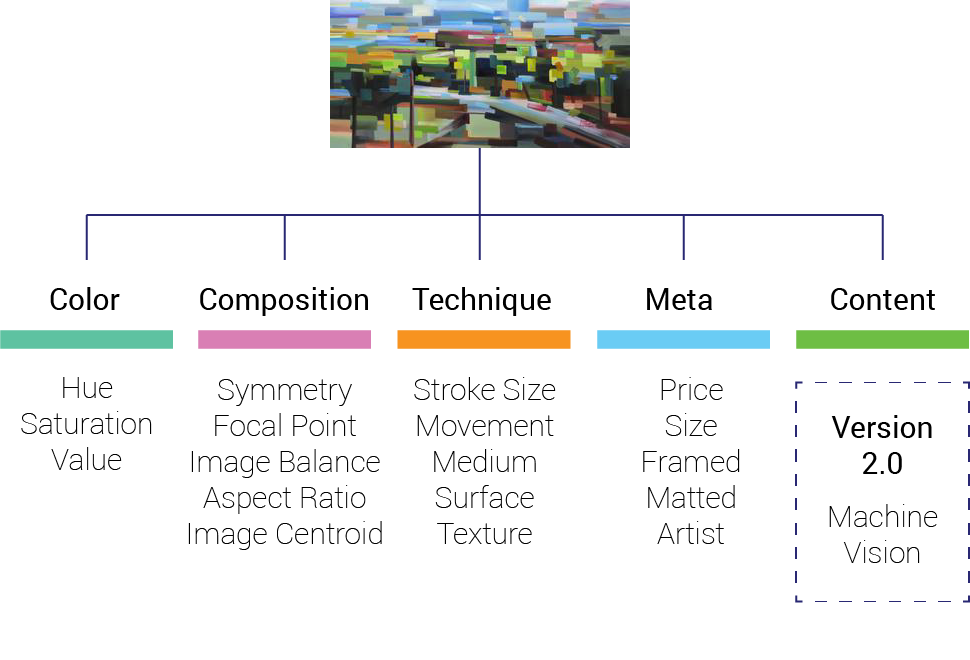 Color
Composition
Technique
Meta
Content
Hue
Saturation
Value
Symmetry
Focal Point
Image Balance
Aspect Ratio
Image Centroid
Stroke Size
Movement
Medium
Surface
Texture
Price
Size
Framed
Matted
Artist
Version
2.0
Machine
Vision